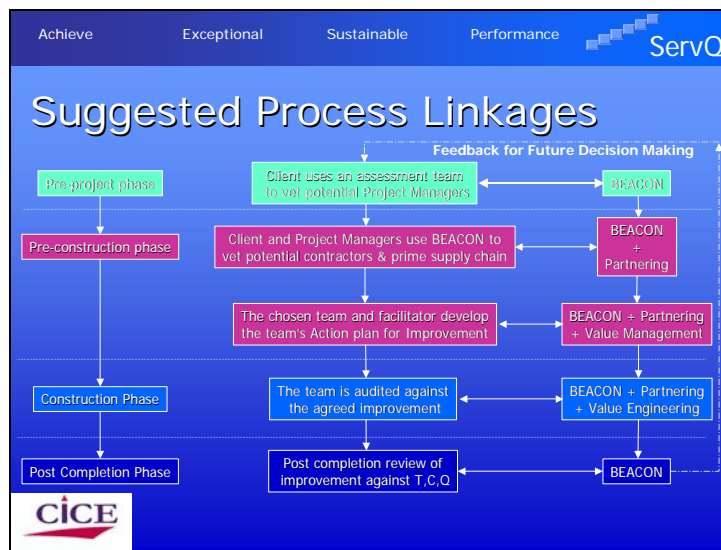 Achieve Exceptional Sustainable Performance
ServQ
Suggested Process Linkages
Feedback for Future Decision Making
Pre-project phase
Client uses an assessment team
to vet potential Project Managers
BEACON
Pre-construction phase
Client and Project Managers use BEACON to
vet potential contractors & prime supply chain
BEACON
+
Partnering
The chosen team and facilitator develop
the team's Action plan for Improvement
BEACON + Partnering
+ Value Management
Construction Phase
The team is audited against
the agreed improvement
BEACON + Partnering
+ Value Engineering
Post Completion Phase
Post completion review of
improvement against T,C,Q
BEACON
CiCE